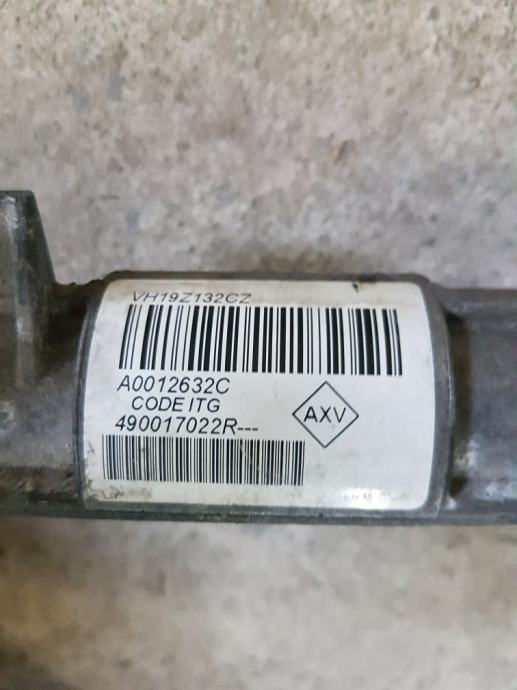 VH19Z132CZ
A0012632C
CODE ITG
AXV
490017022R---